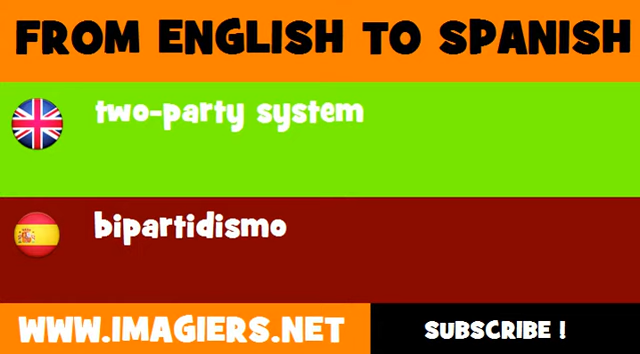 FROM ENGLISH TO SPANISH
two-party system
bipartidismo
WWW.IMAGIERS.NET
SUBSCRIBE !